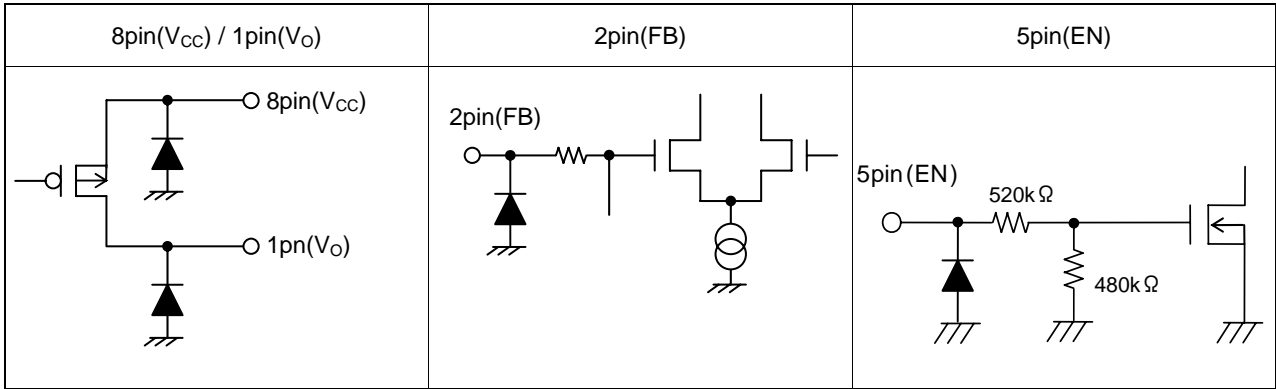 8pin(VCC) / 1pin(VO)
2pin(FB)
5pin(EN)
8pin(VCC)
1pn(VO)
2pin(FB)
5pin(EN)
520kΩ
480kΩ